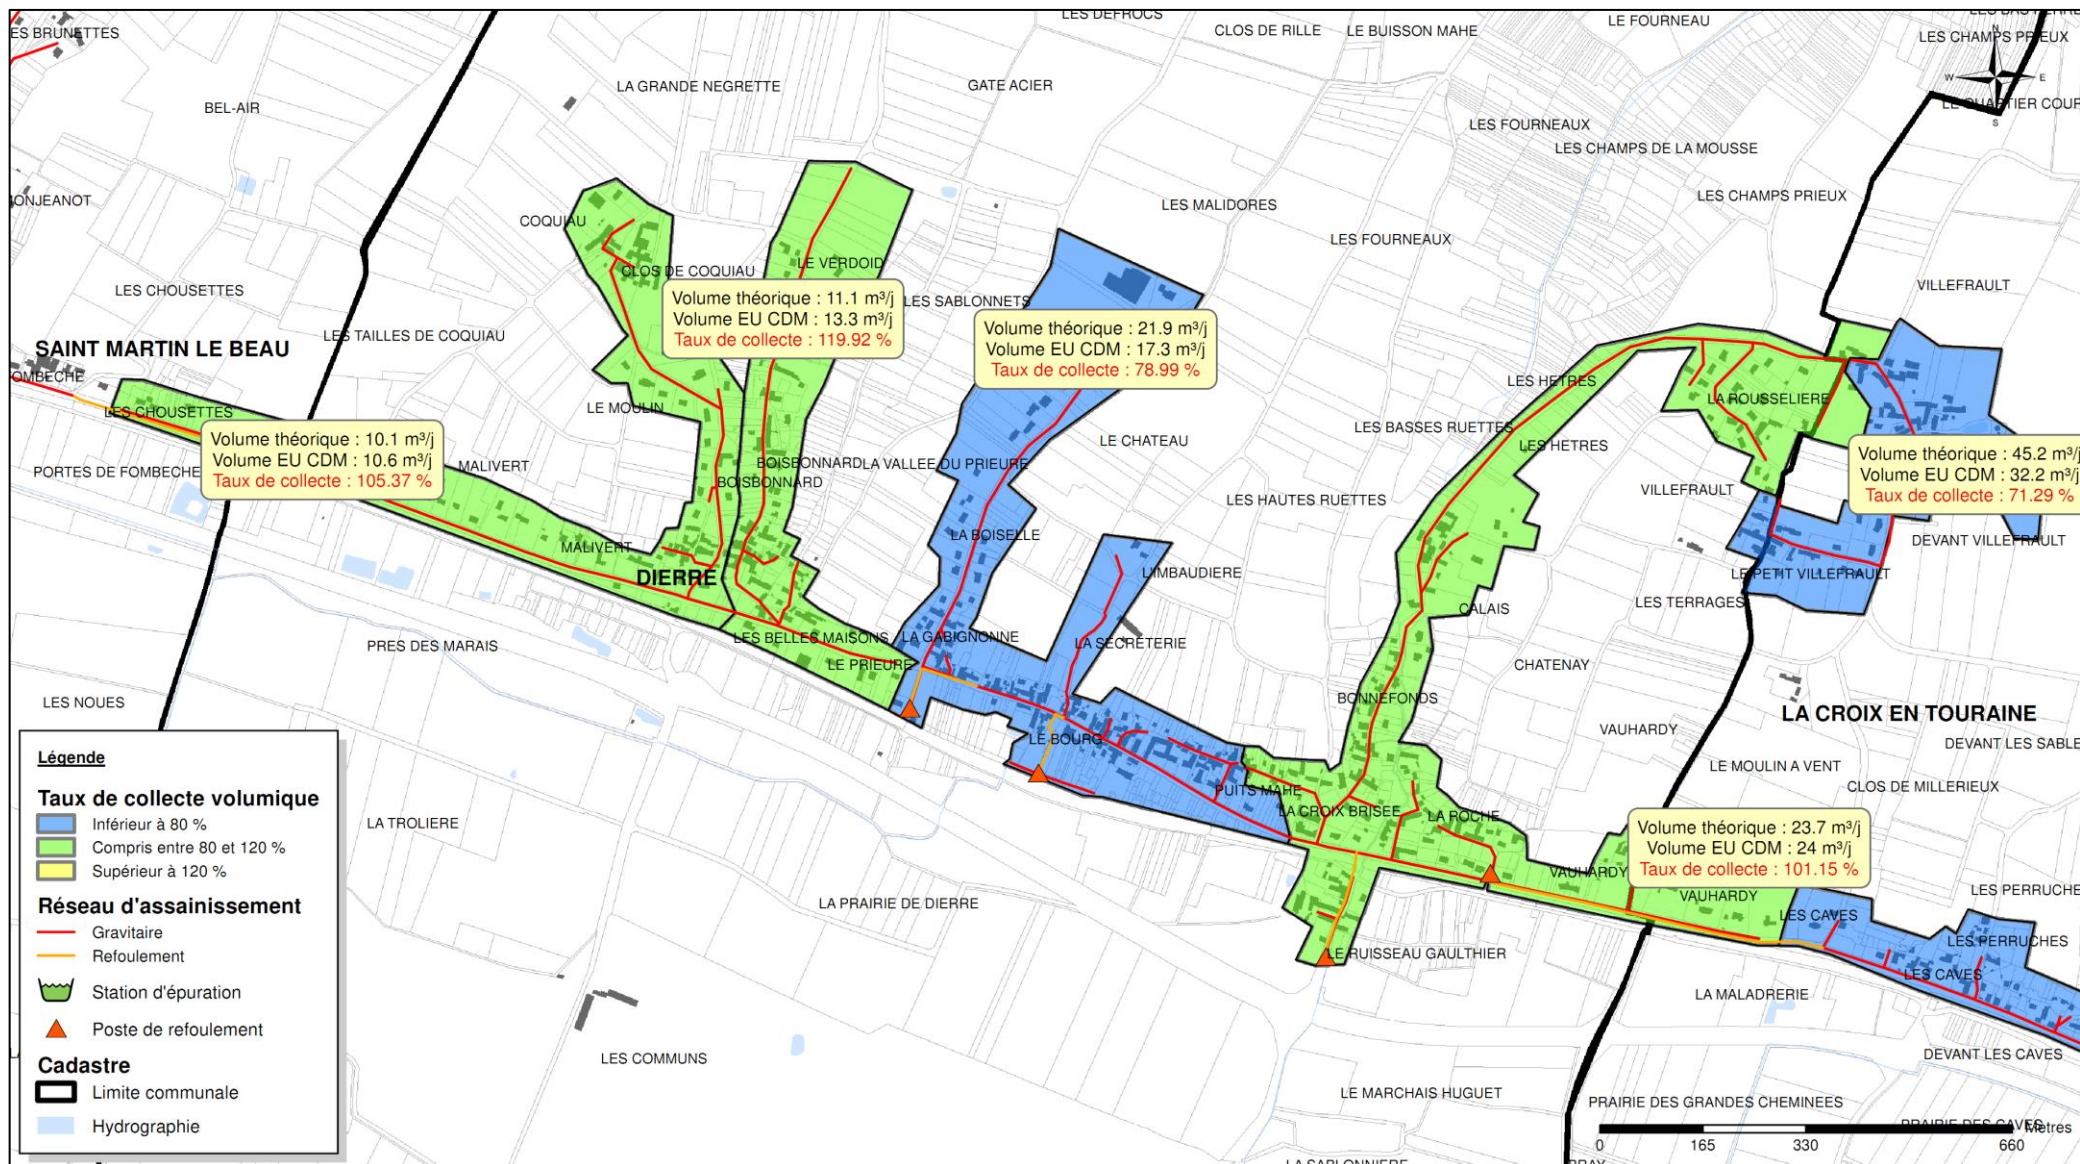 LES DEFROCS
LE FOURNEAU
CLOS DE RILLE
LE BUISSON MAHE
LES CHAMPS PRIEUX
N
W
E
S
LA GRANDE NEGRETTE
GATE ACIER
BEL-AIR
LES FOURNEAUX
LES CHAMPS DE LA MOUSSE
LES CHAMPS PRIEUX
LES MALIDORES
COQUIAU
LES FOURNEAUX
LE VERDOID
CLOS DE COQUIAU
LES CHOUSETTES
LES SABLONNETS
VILLEFRAULT
Volume théorique : 11.1 m³/j
Volume EU CDM : 13.3 m³/j
Taux de collecte : 119.92 %
Volume théorique : 21.9 m³/j
Volume EU CDM : 17.3 m³/j
Taux de collecte : 78.99 %
LES TAILLES DE COQUIAU
SAINT MARTIN LE BEAU
LES HETRES
LA ROUSSELIERE
LES CHOUSETTES
LE MOULIN
LES BASSES RUETTES
LE CHATEAU
LES HETRES
Volume théorique : 10.1 m³/j
Volume EU CDM : 10.6 m³/j
Taux de collecte : 105.37 %
Volume théorique : 45.2 m³/j
Volume EU CDM : 32.2 m³/j
Taux de collecte : 71.29 %
PORTES DE FOMBECHE
MALIVERT
BOISBONNARD
LA VALLEE DU PRIEURE
BOISBONNARD
LES HAUTES RUETTES
VILLEFRAULT
LA BOISELLE
DEVANT VILLEFRAULT
MALIVERT
DIERRE
L'IMBAUDIERE
LE PETIT VILLEFRAULT
LES TERRAGES
CALAIS
LES BELLES MAISONS
LA GABIGNONNE
LA SECRETERIE
PRES DES MARAIS
LE PRIEURE
CHATENAY
BONNEFONDS
LES NOUES
LA CROIX EN TOURAINE
VAUHARDY
LE BOURG
DEVANT LES SABLE
LE MOULIN A VENT
CLOS DE MILLERIEUX
PUITS MAHE
LA CROIX BRISEE
LA ROCHE
LA TROLIERE
Volume théorique : 23.7 m³/j
Volume EU CDM : 24 m³/j
Taux de collecte : 101.15 %
VAUHARDY
VAUHARDY
LES PERRUCHE
LA PRAIRIE DE DIERRE
LES CAVES
LES PERRUCHES
LE RUISSEAU GAULTHIER
LES CAVES
LA MALADRERIE
LES COMMUNS
DEVANT LES CAVES
LE MARCHAIS HUGUET
PRAIRIE DES GRANDES CHEMINEES
PRAIRIE DES CAVES
Mètres
0
165
330
660
Légende
Taux de collecte volumique
Inférieur à 80 %
Compris entre 80 et 120 %
Supérieur à 120 %
Réseau d'assainissement
Gravitaire
Refoulement
Station d'épuration
Poste de refoulement
Cadastre
Limite communale
Hydrographie